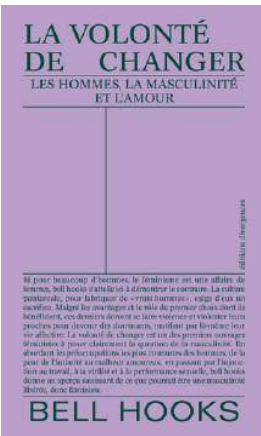 LA VOLONTÉ
DE CHANGER
LES HOMMES, LA MASCULINITÉ
ET L'AMOUR
éditions divergences
Si pour beaucoup d'hommes, le féminisme est une affaire de
femmes, bell hooks s'attelle ici à démontrer le contraire. La culture
patriarcale, pour fabriquer de «vrais hommes», exige d'eux un
sacrifice. Malgré les avantages et le rôle de premier choix dont ils
bénéficient, ces derniers doivent se faire violence et violenter leurs
proches pour devenir des dominants, mutilant par là-même leur
vie affective. La volonté de changer est un des premiers ouvrages
féministes à poser clairement la question de la masculinité. En
abordant les préoccupations les plus communes des hommes, de la
peur de l'intimité au malheur amoureux, en passant par l'injonc-
tion au travail, à la virilité et à la performance sexuelle, bell hooks
donne un aperçu saisissant de ce que pourrait être une masculinité
libérée, donc féministe.
BELL HOOKS